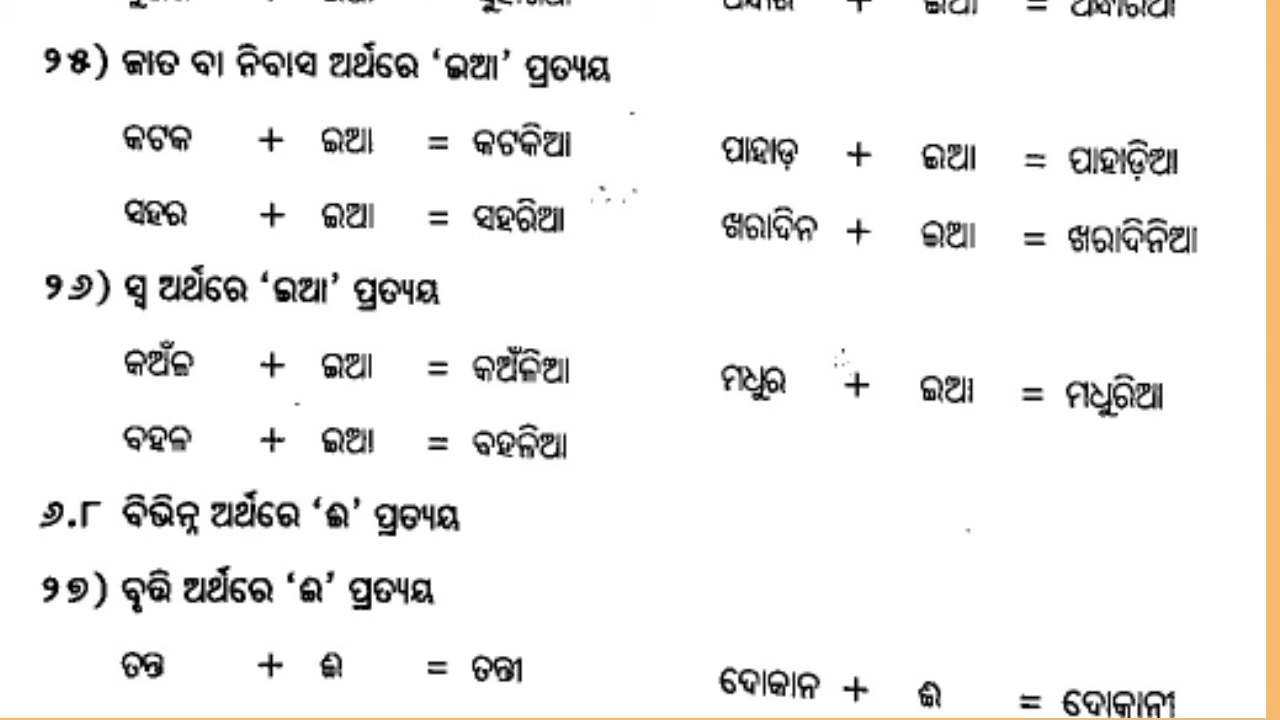 ୨୫) ଜାତ ବା ନିବାସ ଅର୍ଥରେ ‘ଇଆ’ ପ୍ରତ୍ୟୟ
କଟକ + ଇଆ = କଟକିଆ ପାହାଡ଼ + ଇଆ = ପାହାଡ଼ିଆ
ସହର + ଇଆ = ସହରିଆ ଖରାଦିନ + ଇଆ = ଖରାଦିନିଆ
୨୬) ସ୍ୱ ଅର୍ଥରେ ‘ଇଆ’ ପ୍ରତ୍ୟୟ
କଅଁଳ + ଇଆ = କଅଁଳିଆ ମଧୁର + ଇଆ = ମଧୁରିଆ
ବହଳ + ଇଆ = ବହଳିଆ
୬.୮ ବିଭିନ୍ନ ଅର୍ଥରେ ‘ଈ’ ପ୍ରତ୍ୟୟ
୨୭) ବୃତ୍ତି ଅର୍ଥରେ ‘ଈ’ ପ୍ରତ୍ୟୟ
ତନ୍ତ + ଈ = ତନ୍ତୀ ଦୋକାନ + ଈ = ଦୋକାନୀ